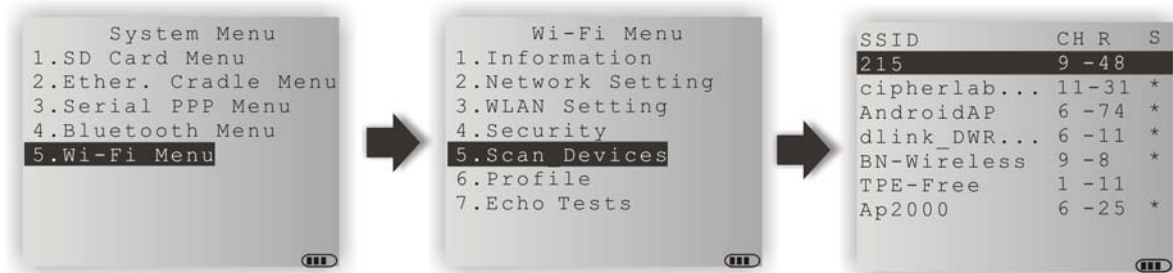 System Menu
1.SD Card Menu
2.Ether. Cradle Menu
3.Serial PPP Menu
4.Bluetooth Menu
5.Wi-Fi Menu
Wi-Fi Menu
1.Information
2.Network Setting
3.WLAN Setting
4.Security
5.Scan Devices
6.Profile
7.Echo Tests
SSID CH R S
215 9 -48
cipherlab... 11-31 *
AndroidAP 6 -74 *
dlink_DWR... 6 -11 *
BN-Wireless 9 -8 *
TPE-Free 1 -11
Ap2000 6 -25 *